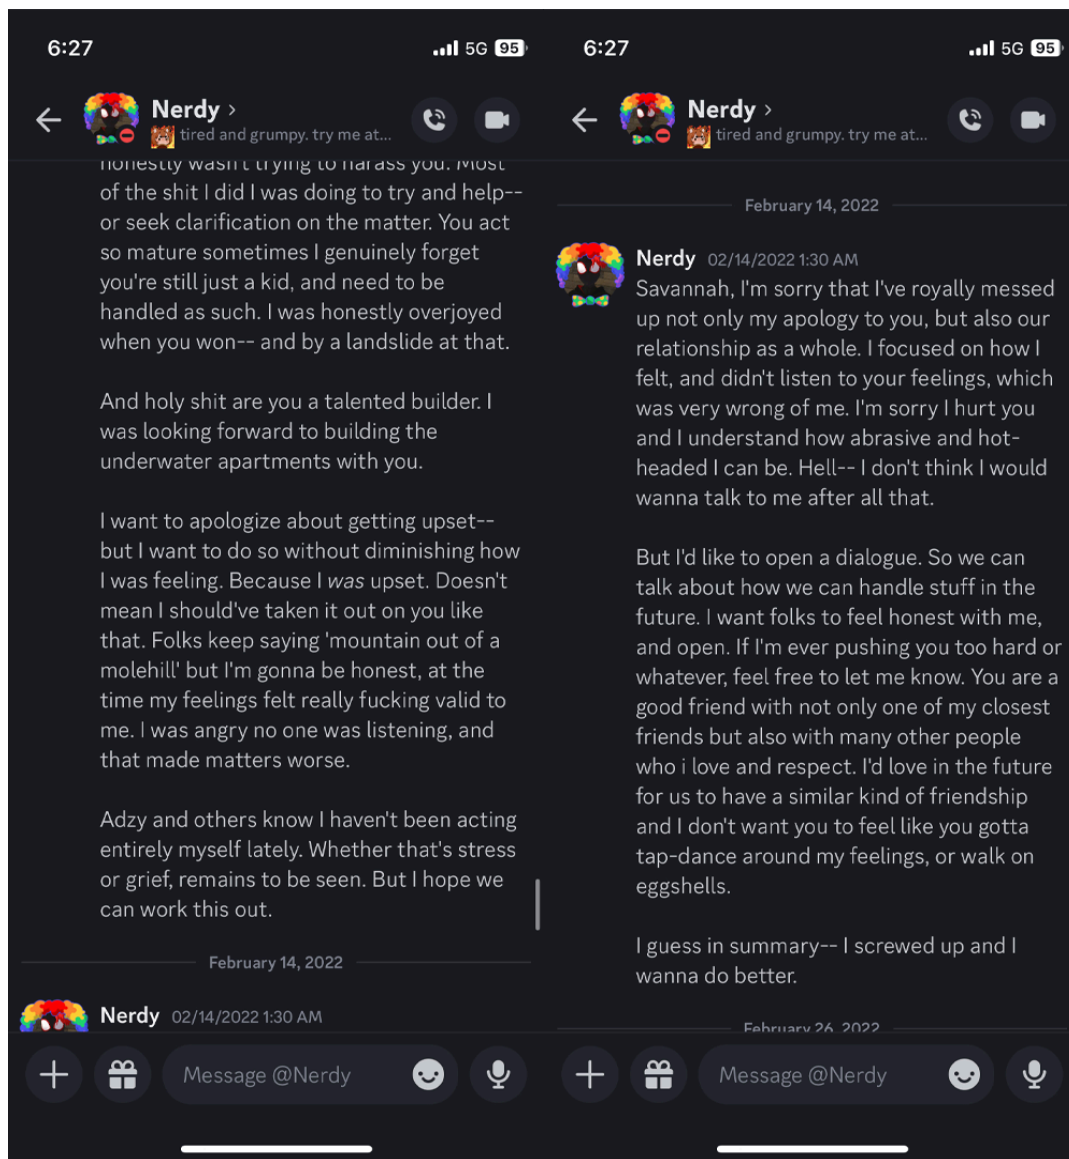 6:27
5G 95
Nerdy
tired and grumpy. try me at...
honestly wasn't trying to harass you. Most
of the shit I did I was doing to try and help--
or seek clarification on the matter. You act
so mature sometimes I genuinely forget
you're still just a kid, and need to be
handled as such. I was honestly overjoyed
when you won-- and by a landslide at that.
And holy shit are you a talented builder. I
was looking forward to building the
underwater apartments with you.
I want to apologize about getting upset--
but I want to do so without diminishing how
I was feeling. Because I was upset. Doesn't
mean I should've taken it out on you like
that. Folks keep saying 'mountain out of a
molehill' but I'm gonna be honest, at the
time my feelings felt really fucking valid to
me. I was angry no one was listening, and
that made matters worse.
Adzy and others know I haven't been acting
entirely myself lately. Whether that's stress
or grief, remains to be seen. But I hope we
can work this out.
February 14, 2022
Nerdy 02/14/2022 1:30 AM
Message @Nerdy
6:27
5G 95
Nerdy
tired and grumpy. try me at...
February 14, 2022
Nerdy 02/14/2022 1:30 AM
Savannah, I'm sorry that I've royally messed
up not only my apology to you, but also our
relationship as a whole. I focused on how I
felt, and didn't listen to your feelings, which
was very wrong of me. I'm sorry I hurt you
and I understand how abrasive and hot-
headed I can be. Hell-- I don't think I would
wanna talk to me after all that.
But I'd like to open a dialogue. So we can
talk about how we can handle stuff in the
future. I want folks to feel honest with me,
and open. If I'm ever pushing you too hard or
whatever, feel free to let me know. You are a
good friend with not only one of my closest
friends but also with many other people
who i love and respect. I'd love in the future
for us to have a similar kind of friendship
and I don't want you to feel like you gotta
tap-dance around my feelings, or walk on
eggshells.
I guess in summary-- I screwed up and I
wanna do better.
February 26, 2022
Message @Nerdy